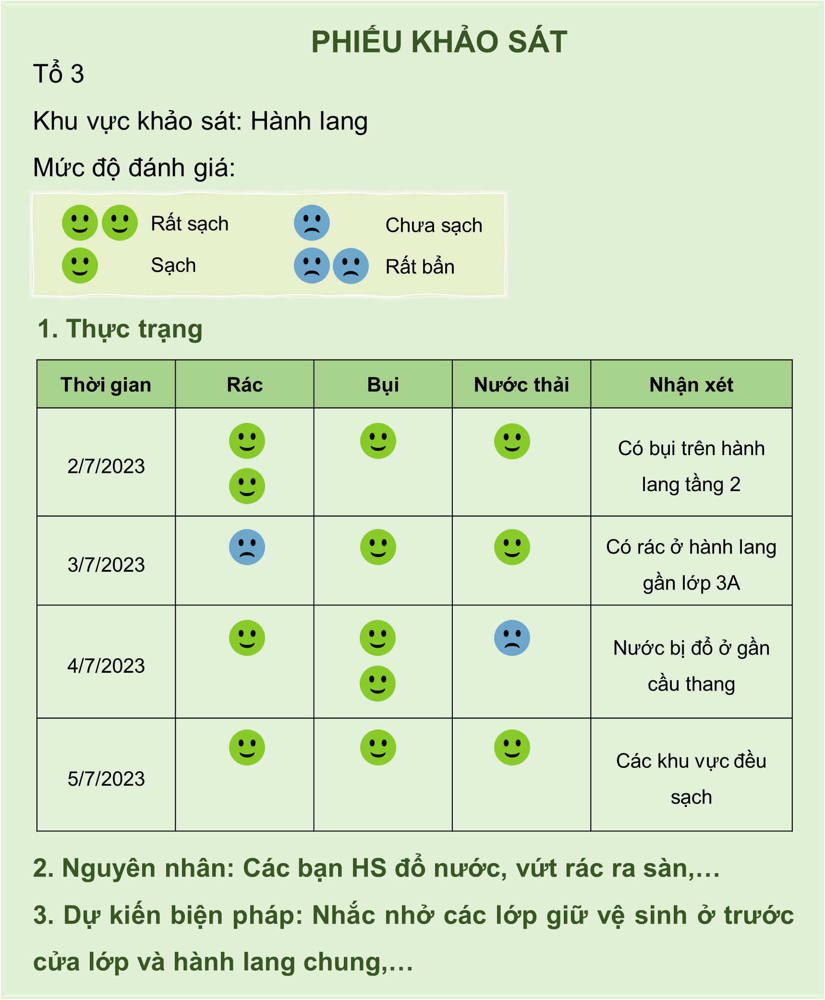 PHIẾU KHẢO SÁT
Tổ 3
Khu vực khảo sát: Hành lang
Mức độ đánh giá:
Rất sạch
Chưa sạch
Sạch
Rất bẩn
1. Thực trạng
Thời gian
Rác
Bụi
Nước thải
Nhận xét
2/7/2023
Có bụi trên hành
lang tầng 2
3/7/2023
Có rác ở hành lang
gần lớp 3A
4/7/2023
Nước bị đổ ở gần
cầu thang
5/7/2023
Các khu vực đều
sạch
2. Nguyên nhân: Các bạn HS đổ nước, vứt rác ra sàn,…
3. Dự kiến biện pháp: Nhắc nhở các lớp giữ vệ sinh ở trước
cửa lớp và hành lang chung,…